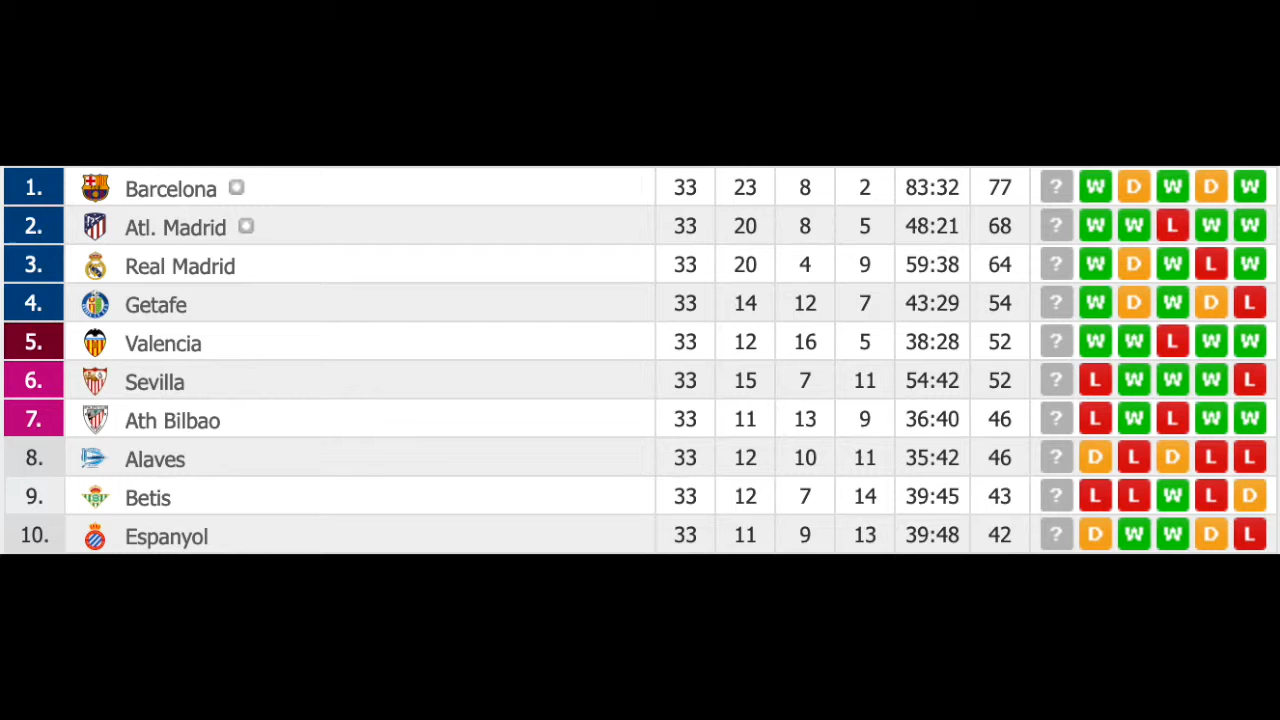 1. Barcelona 33 23 8 2 83:32 77 ? W D W D W
2. Atl. Madrid 33 20 8 5 48:21 68 ? W W L W W
3. Real Madrid 33 20 4 9 59:38 64 ? W D W L W
4. Getafe 33 14 12 7 43:29 54 ? W D W D L
5. Valencia 33 12 16 5 38:28 52 ? W W L W W
6. Sevilla 33 15 7 11 54:42 52 ? L W W W L
7. Ath Bilbao 33 11 13 9 36:40 46 ? L W L W W
8. Alaves 33 12 10 11 35:42 46 ? D L D L L
9. Betis 33 12 7 14 39:45 43 ? L L W L D
10. Espanyol 33 11 9 13 39:48 42 ? D W W D L